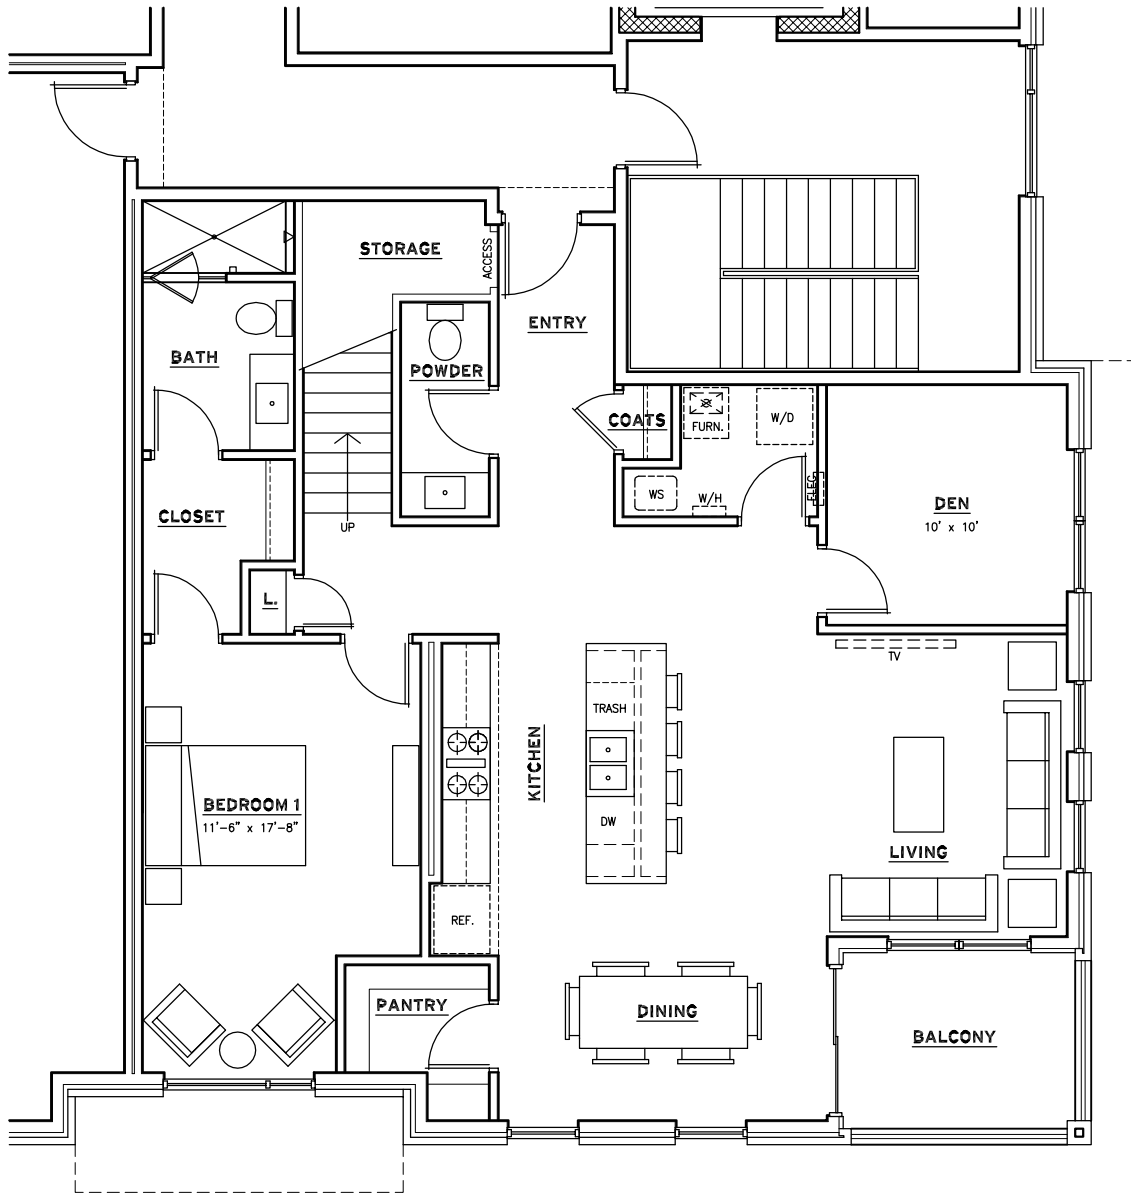 STORAGE
ACCESS
ENTRY
BATH
POWDER
COATS
FURN.
W/D
WS
W/H
ELEC
DEN
10' x 10'
CLOSET
UP
L.
TV
TRASH
KITCHEN
DW
BEDROOM 1
11'-6" x 17'-8"
LIVING
REF.
PANTRY
DINING
BALCONY